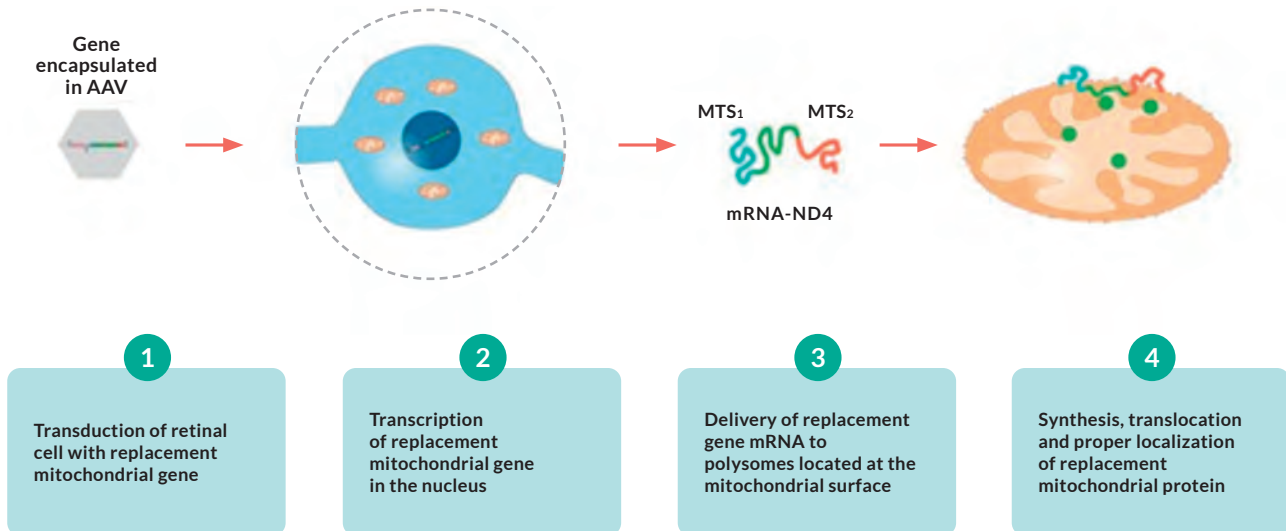 Gene
encapsulated
in AAV
MTS1
MTS2
mRNA-ND4
1
Transduction of retinal
cell with replacement
mitochondrial gene
2
Transcription
of replacement
mitochondrial gene
in the nucleus
3
Delivery of replacement
gene mRNA to
polysomes located at the
mitochondrial surface
4
Synthesis, translocation
and proper localization
of replacement
mitochondrial protein